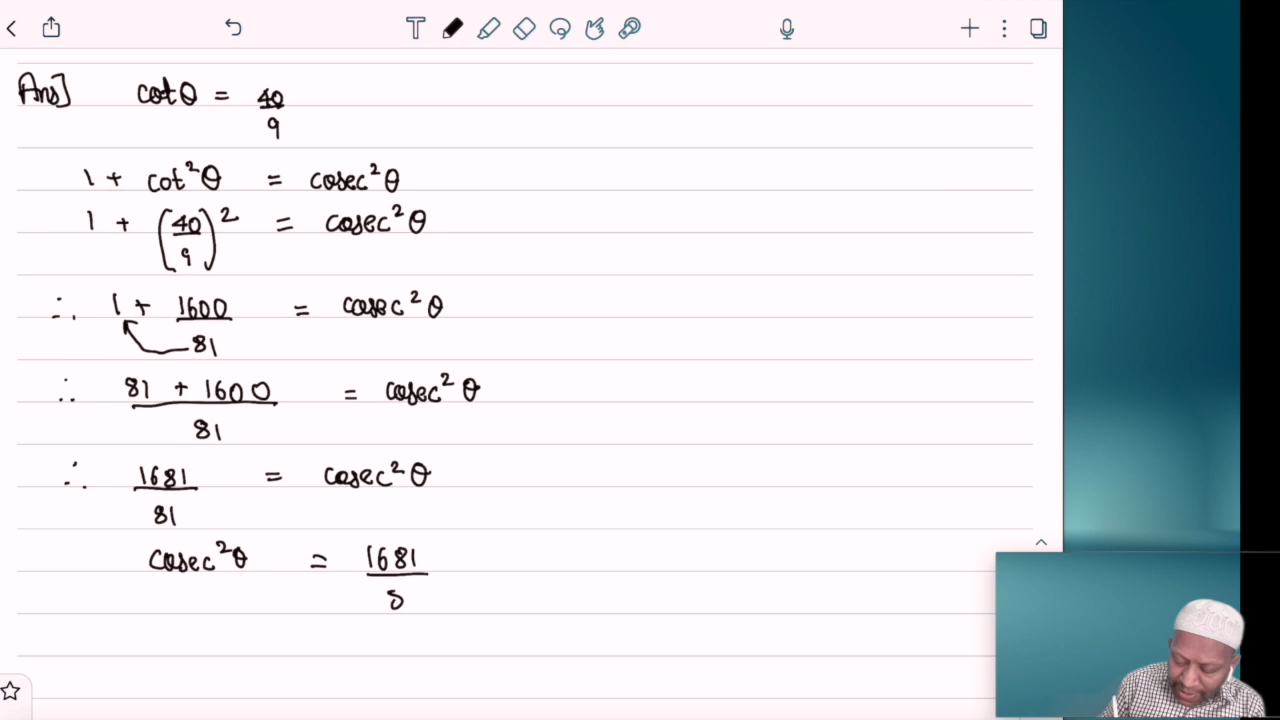 Ans] cotθ = 40/9
1 + cot²θ = cosec²θ
1 + (40/9)² = cosec²θ
∴ 1 + 1600/81 = cosec²θ
∴ 81 + 1600/81 = cosec²θ
∴ 1681/81 = cosec²θ
cosec²θ = 1681/8